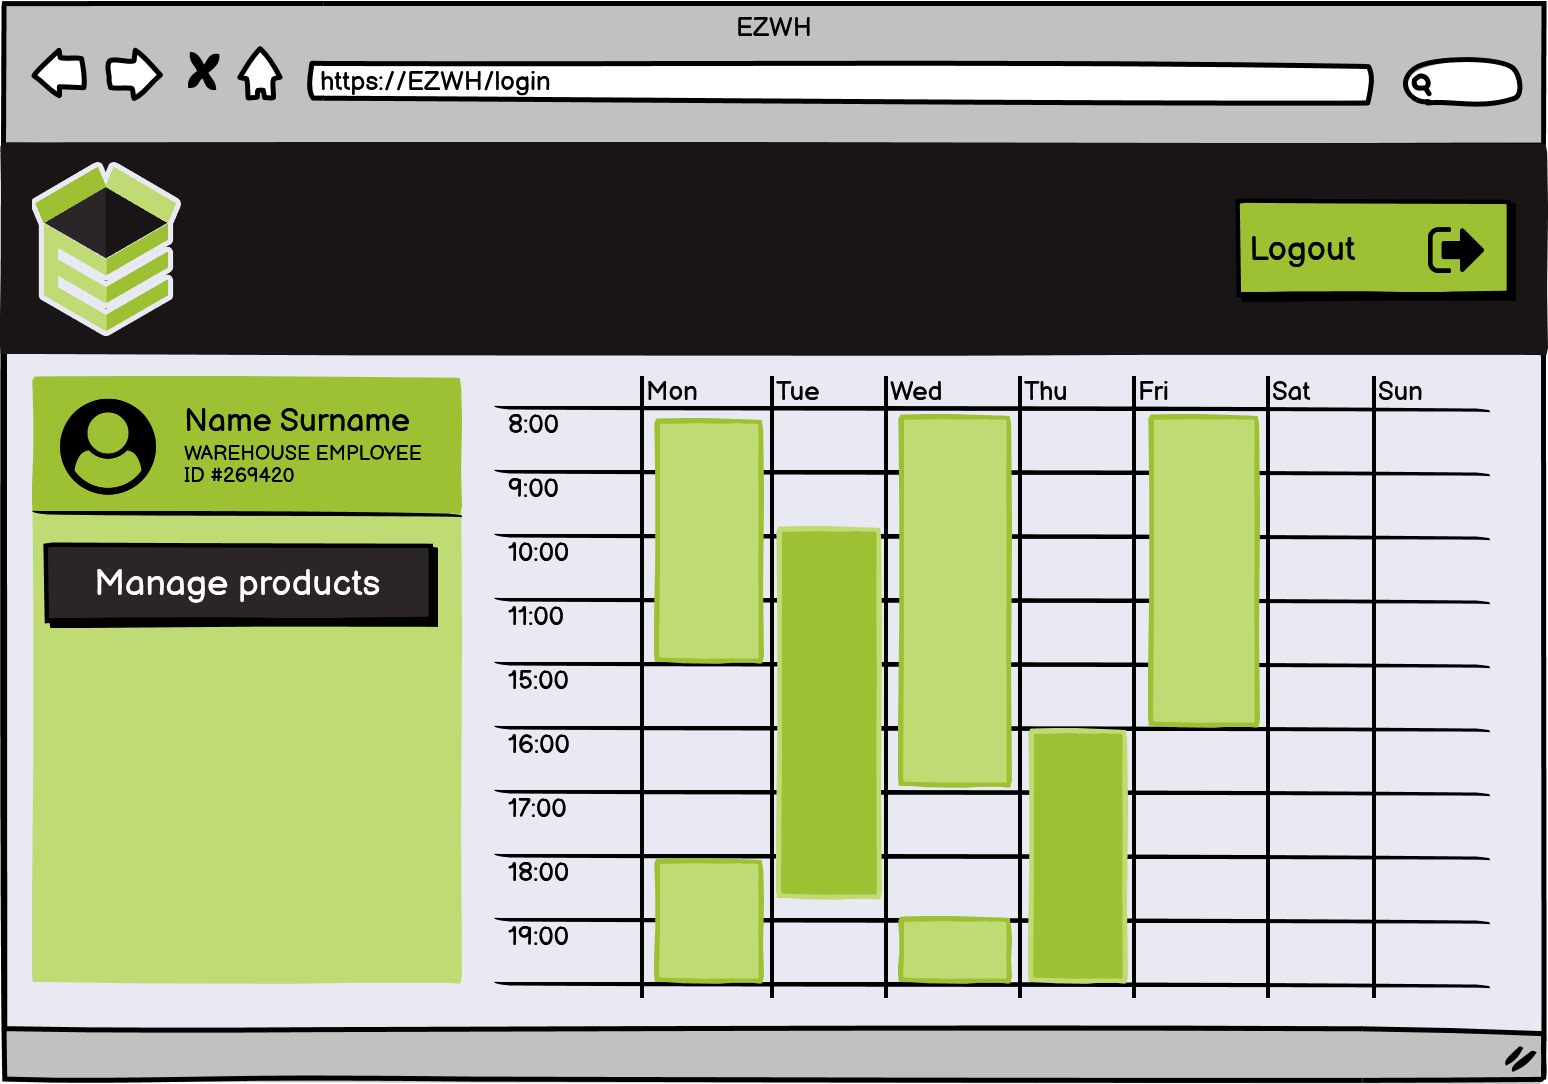 EZWH
https://EZWH/login
Logout
Name Surname
WAREHOUSE EMPLOYEE
ID #269420
Manage products
Mon Tue Wed Thu Fri Sat Sun
8:00
9:00
10:00
11:00
15:00
16:00
17:00
18:00
19:00